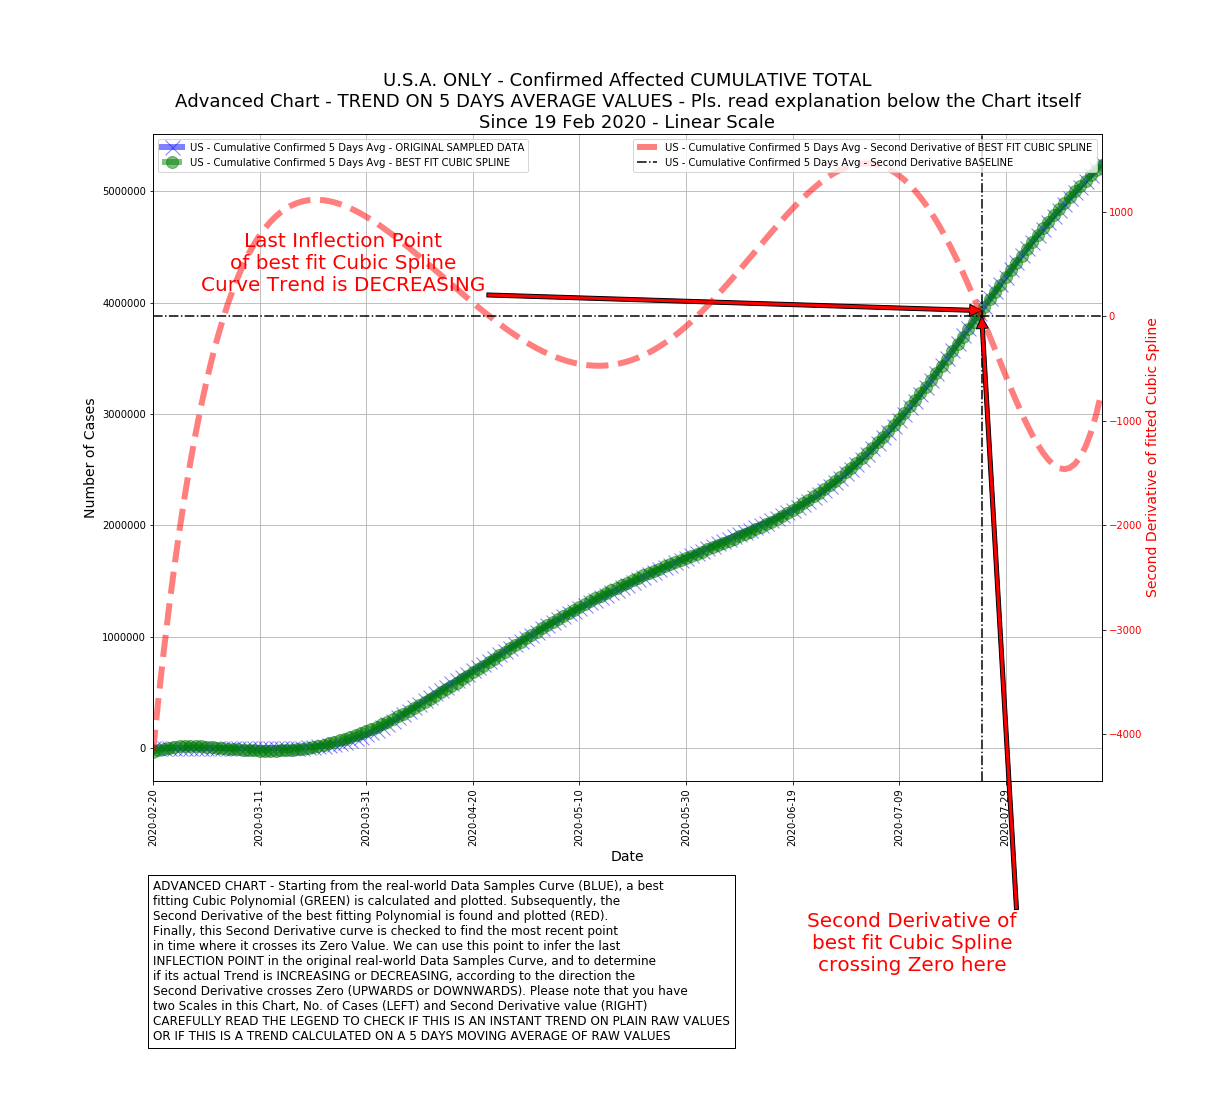 U.S.A. ONLY - Confirmed Affected CUMULATIVE TOTAL
Advanced Chart - TREND ON 5 DAYS AVERAGE VALUES - Pls. read explanation below the Chart itself
Since 19 Feb 2020 - Linear Scale
US - Cumulative Confirmed 5 Days Avg - ORIGINAL SAMPLED DATA
US - Cumulative Confirmed 5 Days Avg - BEST FIT CUBIC SPLINE
US - Cumulative Confirmed 5 Days Avg - Second Derivative of BEST FIT CUBIC SPLINE
US - Cumulative Confirmed 5 Days Avg - Second Derivative BASELINE
Last Inflection Point
of best fit Cubic Spline
Curve Trend is DECREASING
Number of Cases
5000000
4000000
3000000
2000000
1000000
0
1000
0
−1000
−2000
−3000
−4000
Second Derivative of fitted Cubic Spline
2020-02-20
2020-03-11
2020-03-31
2020-04-20
2020-05-10
2020-05-30
2020-06-19
2020-07-09
2020-07-29
Date
Second Derivative of
best fit Cubic Spline
crossing Zero here
ADVANCED CHART - Starting from the real-world Data Samples Curve (BLUE), a best
fitting Cubic Polynomial (GREEN) is calculated and plotted. Subsequently, the
Second Derivative of the best fitting Polynomial is found and plotted (RED).
Finally, this Second Derivative curve is checked to find the most recent point
in time where it crosses its Zero Value. We can use this point to infer the last
INFLECTION POINT in the original real-world Data Samples Curve, and to determine
if its actual Trend is INCREASING or DECREASING, according to the direction the
Second Derivative crosses Zero (UPWARDS or DOWNWARDS). Please note that you have
two Scales in this Chart, No. of Cases (LEFT) and Second Derivative value (RIGHT)
CAREFULLY READ THE LEGEND TO CHECK IF THIS IS AN INSTANT TREND ON PLAIN RAW VALUES
OR IF THIS IS A TREND CALCULATED ON A 5 DAYS MOVING AVERAGE OF RAW VALUES